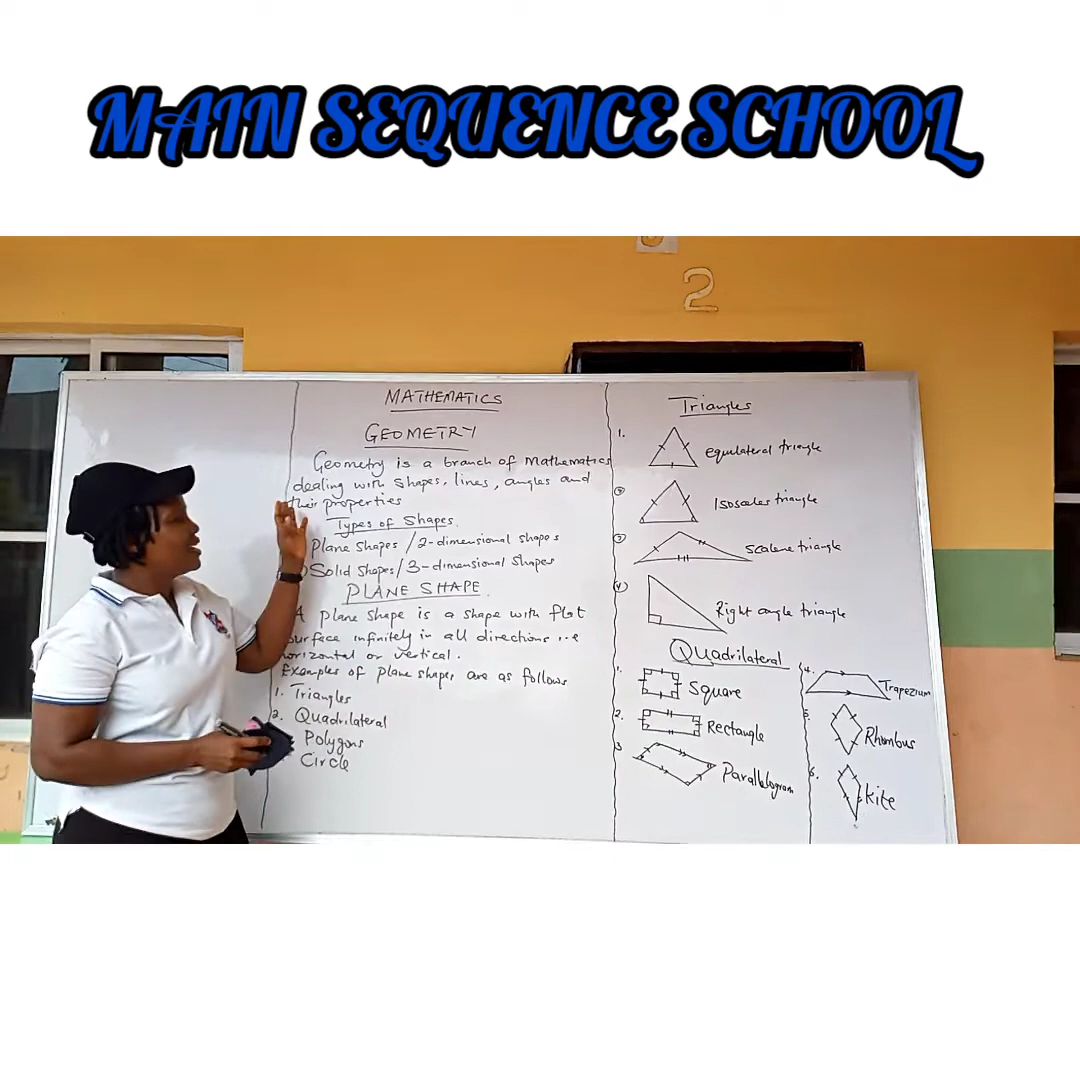 MAIN SEQUENCE SCHOOL
2
MATHEMATICS
GEOMETRY
Geometry is a branch of Mathematics
dealing with shapes, lines, angles and
their properties
Types of Shapes
Plane Shapes / 2-dimensional shapes
Solid Shapes / 3-dimensional shapes
PLANE SHAPE
A plane shape is a shape with flat
surface infinitely in all directions i.e
horizontal or vertical.
Examples of plane shapes are as follows
1. Triangles
2. Quadrilateral
Polygons
Circle
Triangles
1. equilateral triangle
Isosceles triangle
scalene triangle
4 Right angle triangle
Quadrilateral
1. Square
2. Rectangle
3 Parallelogram
4. Trapezium
5. Rhombus
6. Kite